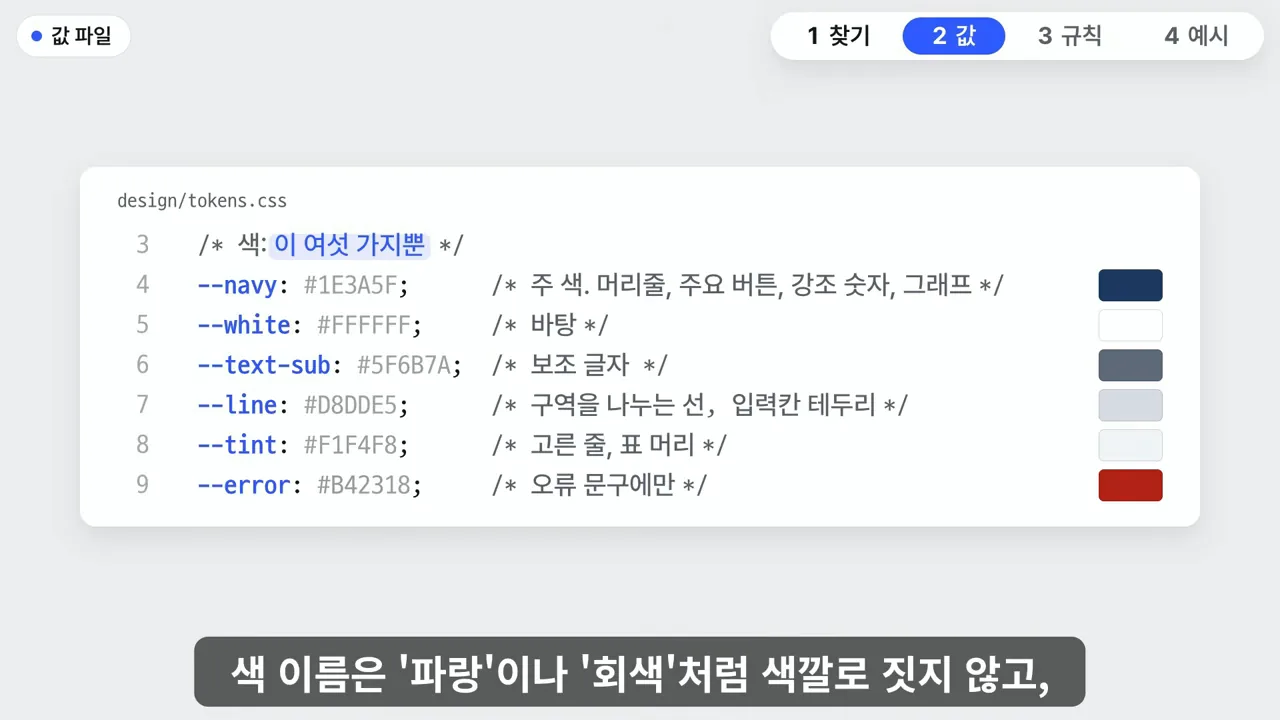 값 파일
1 찾기 2 값 3 규칙 4 예시
design/tokens.css
3 /* 색: 이 여섯 가지뿐 */
4 --navy: #1E3A5F; /* 주 색. 머리줄, 주요 버튼, 강조 숫자, 그래프 */
5 --white: #FFFFFF; /* 바탕 */
6 --text-sub: #5F6B7A; /* 보조 글자 */
7 --line: #D8DDE5; /* 구역을 나누는 선, 입력칸 테두리 */
8 --tint: #F1F4F8; /* 고른 줄, 표 머리 */
9 --error: #B42318; /* 오류 문구에만 */
색 이름은 '파랑'이나 '회색'처럼 색깔로 짓지 않고,